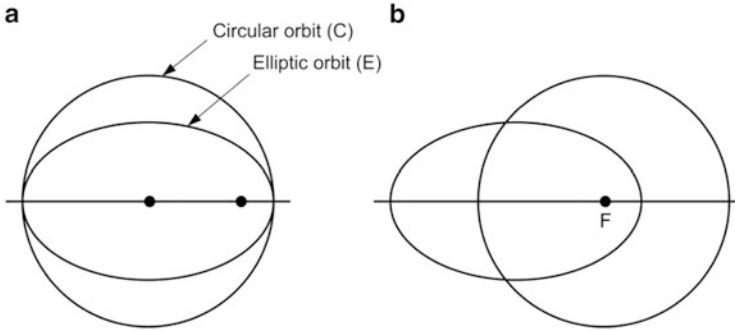 a
Circular orbit (C)
Elliptic orbit (E)
b
F